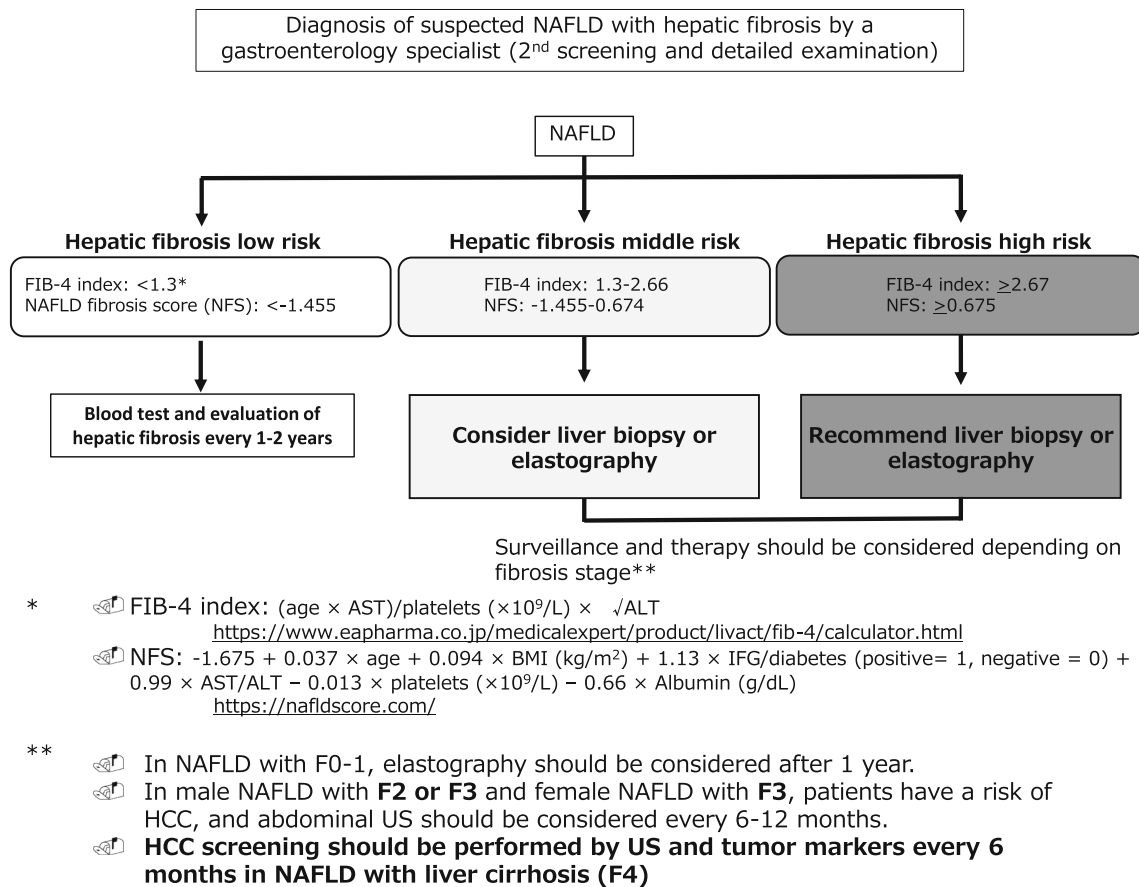 Diagnosis of suspected NAFLD with hepatic fibrosis by a
gastroenterology specialist (2nd screening and detailed examination)
NAFLD
Hepatic fibrosis low risk
FIB-4 index: <1.3*
NAFLD fibrosis score (NFS): <-1.455
Blood test and evaluation of
hepatic fibrosis every 1-2 years
Hepatic fibrosis middle risk
FIB-4 index: 1.3-2.66
NFS: -1.455-0.674
Consider liver biopsy or
elastography
Hepatic fibrosis high risk
FIB-4 index: ≥2.67
NFS: ≥0.675
Recommend liver biopsy or
elastography
Surveillance and therapy should be considered depending on
fibrosis stage**
* FIB-4 index: (age × AST)/platelets (×10⁹/L) × √ALT
https://www.eapharma.co.jp/medicalexpert/product/livact/fib-4/calculator.html
NFS: -1.675 + 0.037 × age + 0.094 × BMI (kg/m²) + 1.13 × IFG/diabetes (positive= 1, negative = 0) +
0.99 × AST/ALT – 0.013 × platelets (×10⁹/L) – 0.66 × Albumin (g/dL)
https://nafldscore.com/
** In NAFLD with F0-1, elastography should be considered after 1 year.
In male NAFLD with F2 or F3 and female NAFLD with F3, patients have a risk of
HCC, and abdominal US should be considered every 6-12 months.
HCC screening should be performed by US and tumor markers every 6
months in NAFLD with liver cirrhosis (F4)